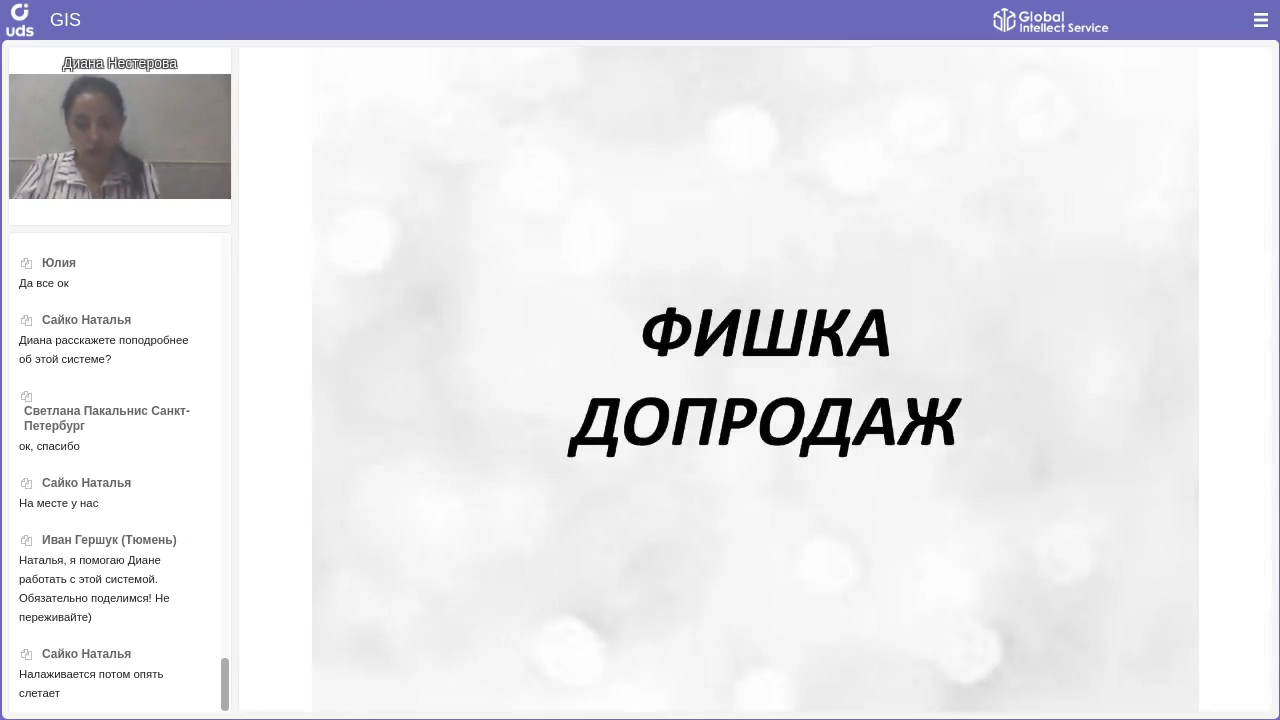 uds
GIS
Global
Intellect Service
Диана Нестерова
Юлия
Да все ок
Сайко Наталья
Диана расскажете поподробнее
об этой системе?
Светлана Пакальнис Санкт-
Петербург
ок, спасибо
Сайко Наталья
На месте у нас
Иван Гершук (Тюмень)
Наталья, я помогаю Диане
работать с этой системой.
Обязательно поделимся! Не
переживайте)
Сайко Наталья
Налаживается потом опять
слетает
ФИШКА
ДОПРОДАЖ